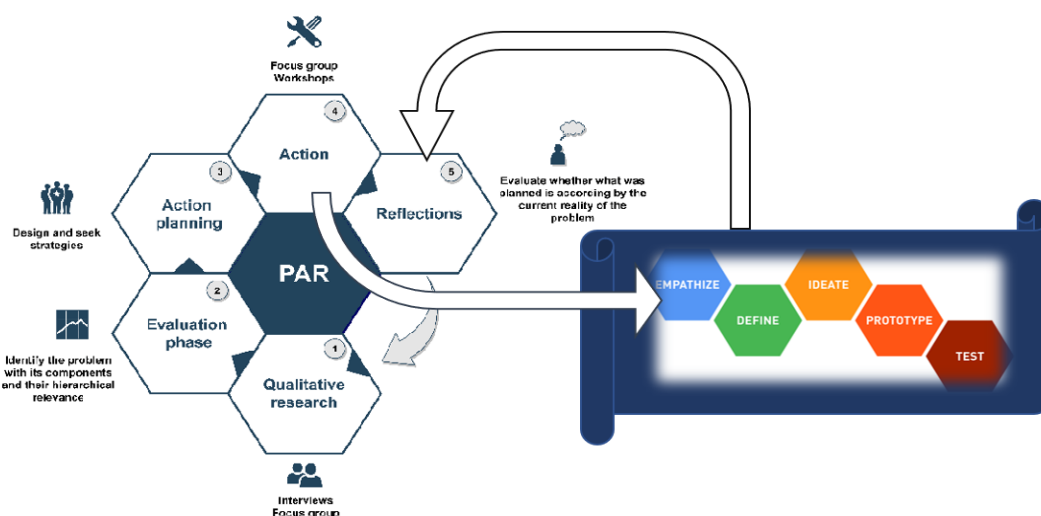 Focus group
Workshops
4
Action
3
Action
planning
5
Reflections
Design and seek
strategies
Evaluate whether what was
planned is according by the
current reality of the
problem
PAR
2
Evaluation
phase
Identify the problem
with its components
and their hierarchical
relevance
1
Qualitative
research
Interviews
Focus group
EMPATHIZE
DEFINE
IDEATE
PROTOTYPE
TEST